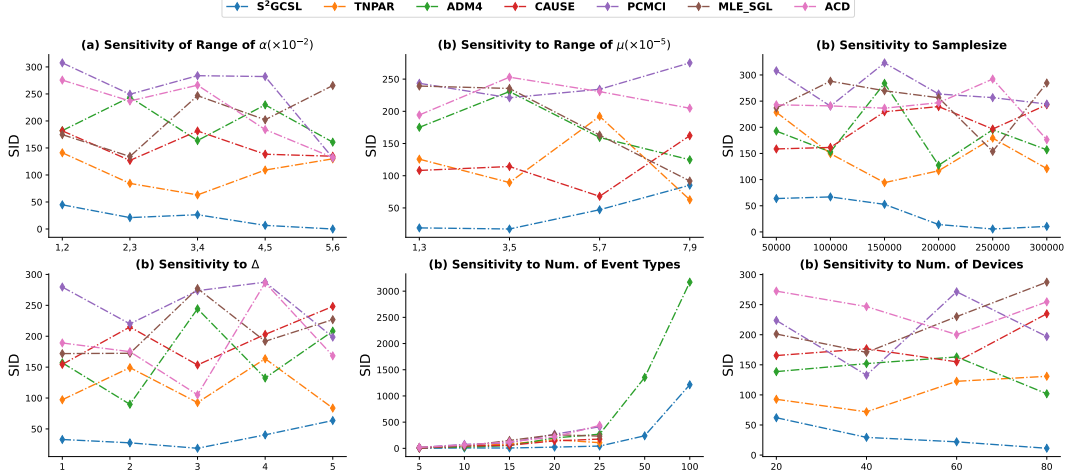 S²GCSL TNPAR ADM4 CAUSE PCMCI MLE_SGL ACD
(a) Sensitivity of Range of α(×10⁻²)
SID
300
250
200
150
100
50
0
1,2 2,3 3,4 4,5 5,6
(b) Sensitivity to Range of μ(×10⁻⁵)
SID
250
200
150
100
50
1,3 3,5 5,7 7,9
(b) Sensitivity to Samplesize
SID
300
250
200
150
100
50
0
50000 100000 150000 200000 250000 300000
(b) Sensitivity to Δ
SID
300
250
200
150
100
50
1 2 3 4 5
(b) Sensitivity to Num. of Event Types
SID
3000
2500
2000
1500
1000
500
0
5 10 15 20 25 50 100
(b) Sensitivity to Num. of Devices
SID
300
250
200
150
100
50
0
20 40 60 80